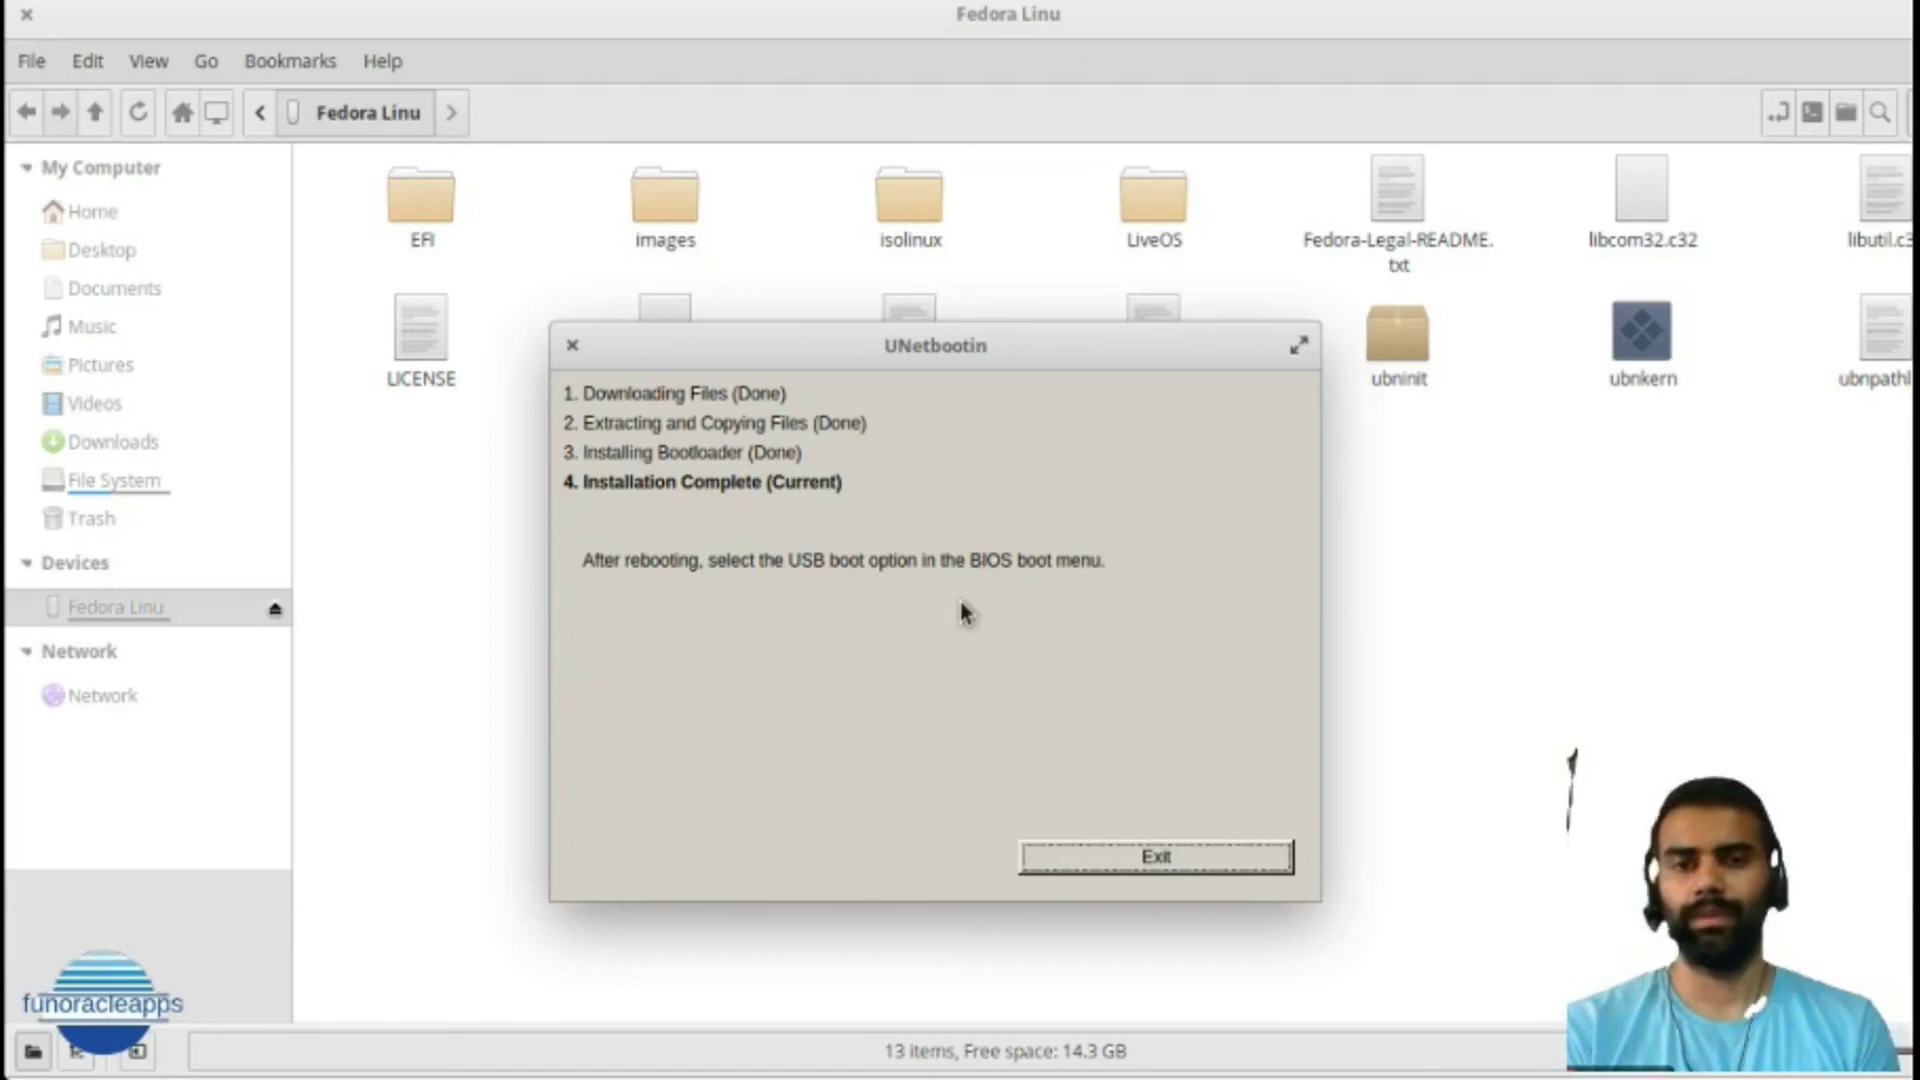 Fedora Linu
File Edit View Go Bookmarks Help
Fedora Linu
My Computer
Home
Desktop
Documents
Music
Pictures
Videos
Downloads
File System
Trash
Devices
Fedora Linu
Network
Network
EFI
images
isolinux
LiveOS
Fedora-Legal-README.
txt
libcom32.c32
libutil.c3
LICENSE
ubninit
ubnkern
ubnpathl
UNetbootin
1. Downloading Files (Done)
2. Extracting and Copying Files (Done)
3. Installing Bootloader (Done)
4. Installation Complete (Current)
After rebooting, select the USB boot option in the BIOS boot menu.
Exit
funoracleapps
13 items, Free space: 14.3 GB